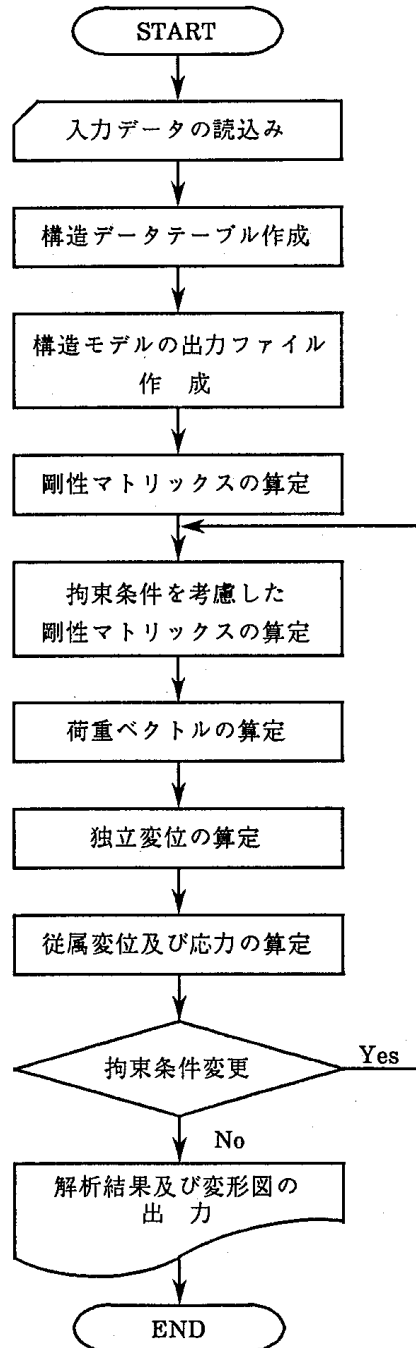 START
入力データの読込み
構造データテーブル作成
構造モデルの出力ファイル
作 成
剛性マトリックスの算定
拘束条件を考慮した
剛性マトリックスの算定
荷重ベクトルの算定
独立変位の算定
従属変位及び応力の算定
拘束条件変更
Yes
No
解析結果及び変形図の
出 力
END